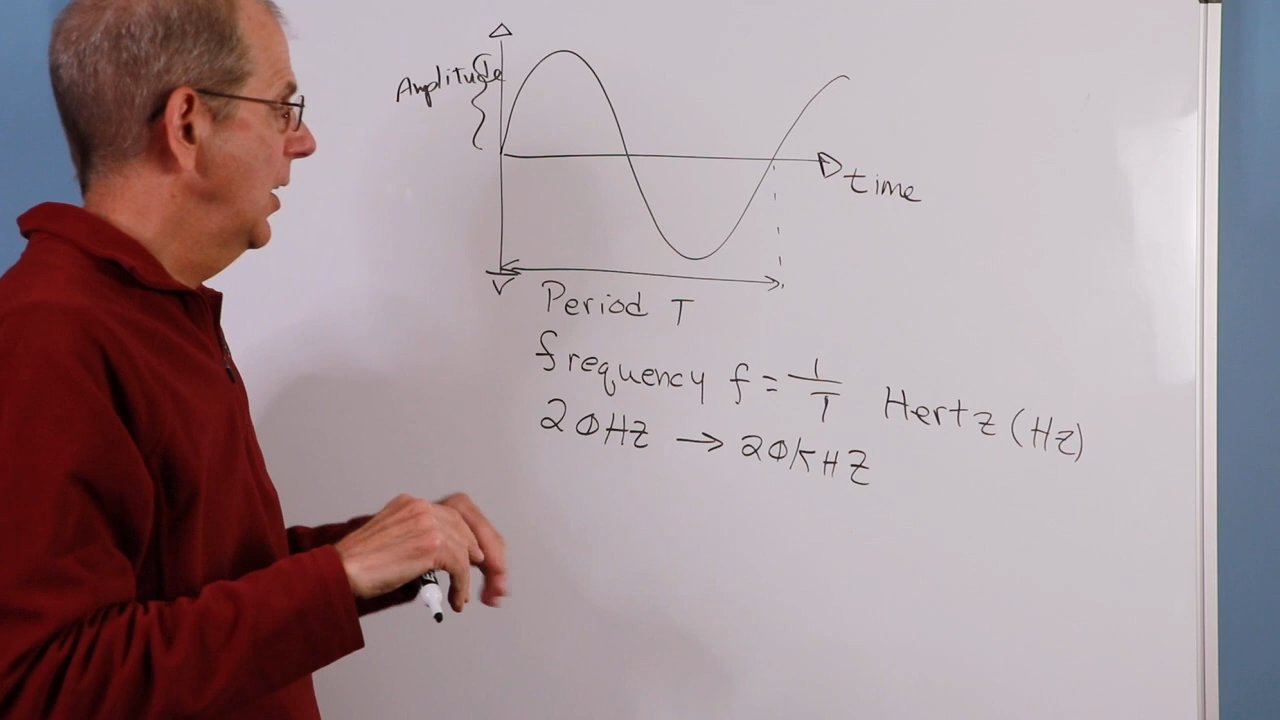 Amplitude
time
Period T
frequency f = 1/T Hertz (Hz)
20Hz → 20KHz